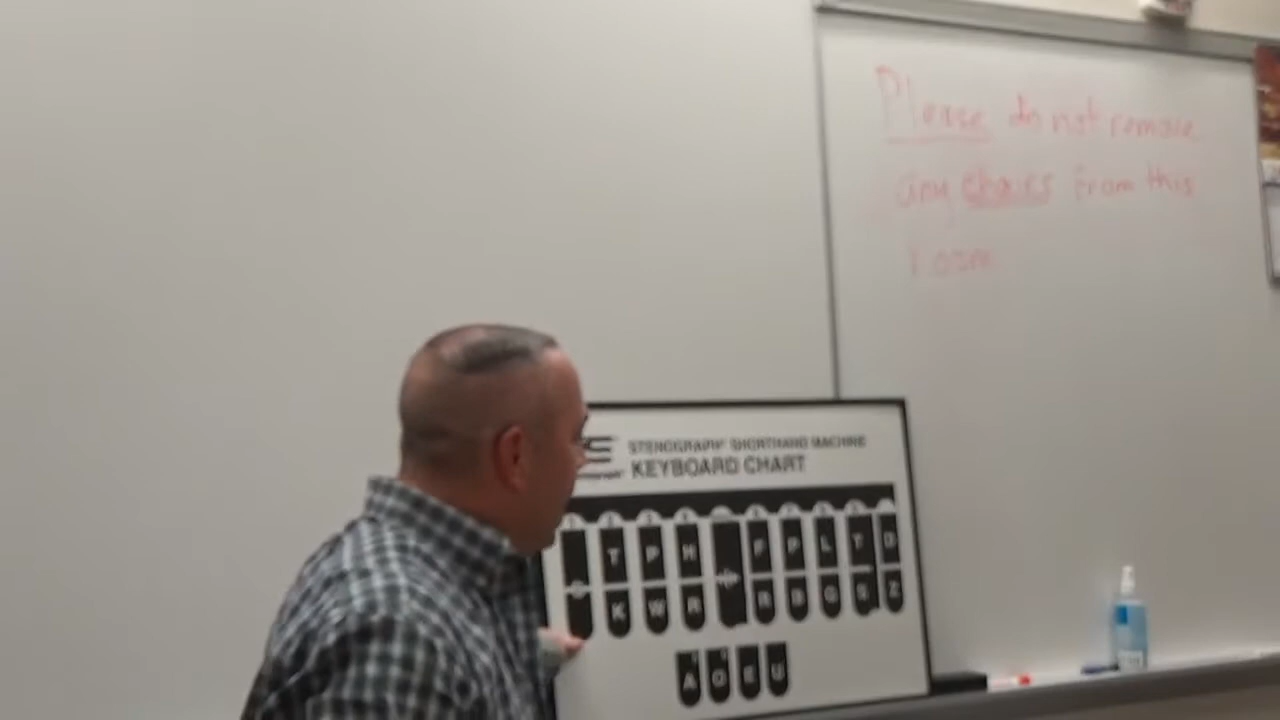 Please do not remove
any chairs from this
room
STENOGRAPH® SHORTHAND MACHINE
KEYBOARD CHART
T P H F P L T D
K W R R B G S Z
A O E U